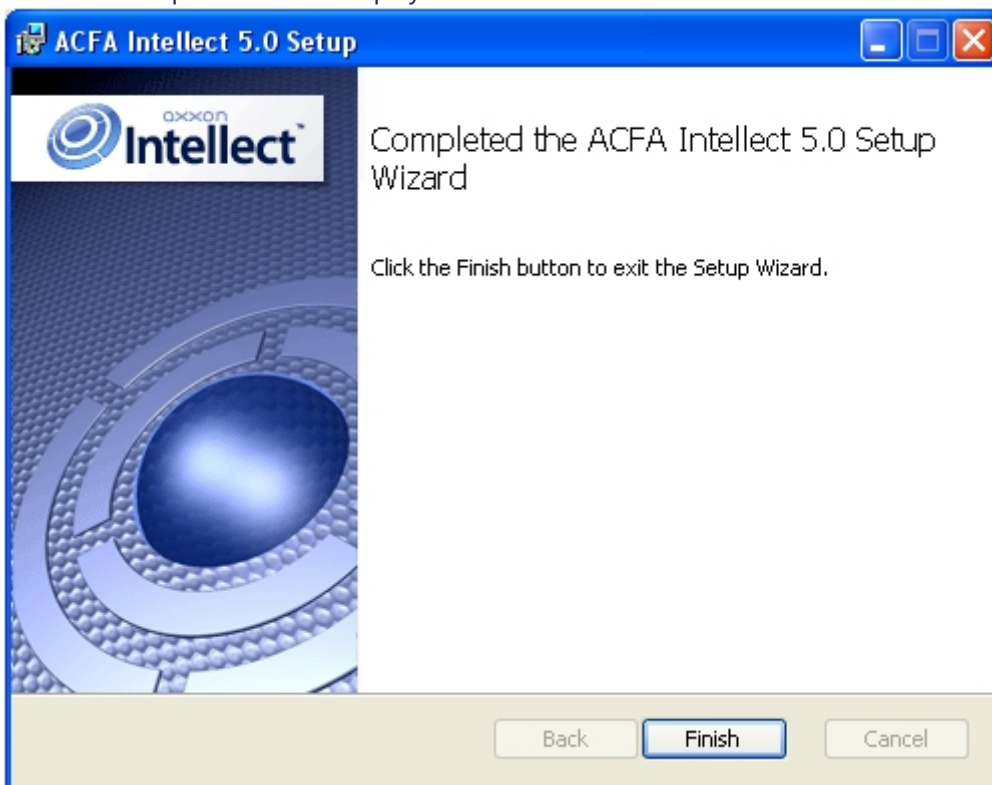 ACFA Intellect 5.0 Setup
axxon
Intellect™
Completed the ACFA Intellect 5.0 Setup
Wizard
Click the Finish button to exit the Setup Wizard.
Back Finish Cancel